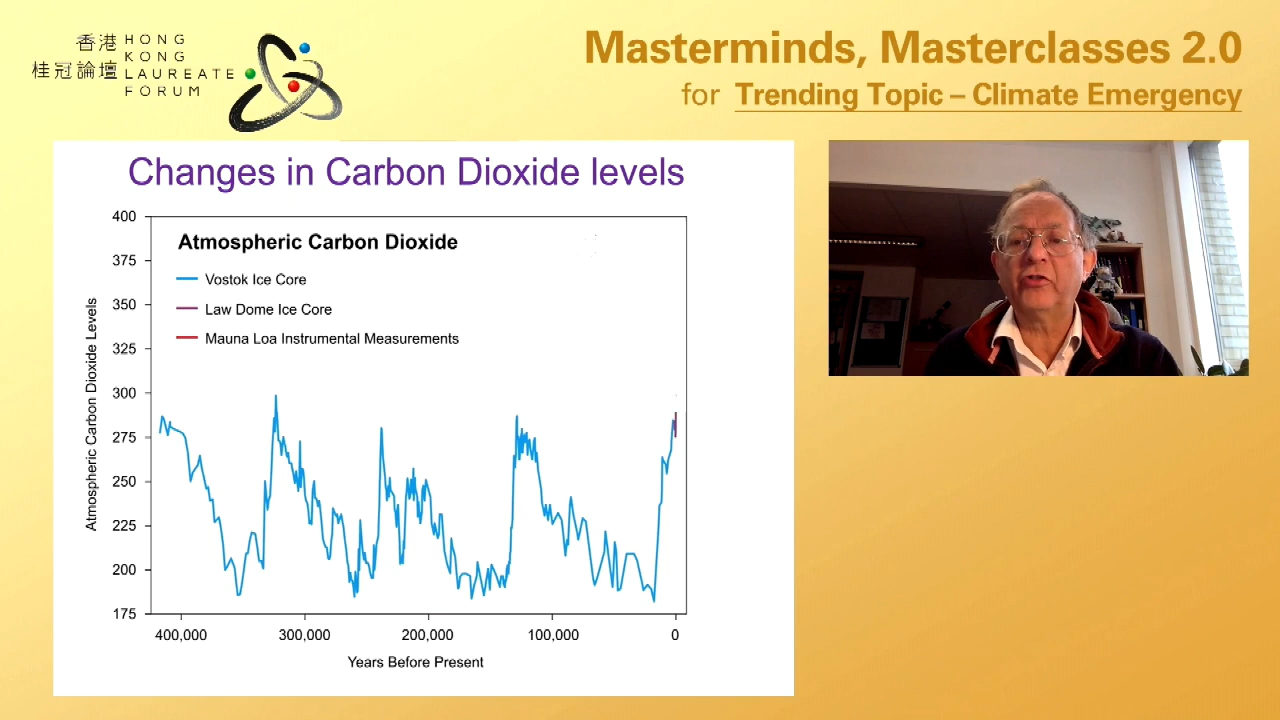 香港
桂冠論壇
HONG
KONG
LAUREATE
FORUM
Masterminds, Masterclasses 2.0
for Trending Topic – Climate Emergency
Changes in Carbon Dioxide levels
Atmospheric Carbon Dioxide
Vostok Ice Core
Law Dome Ice Core
Mauna Loa Instrumental Measurements
Atmospheric Carbon Dioxide Levels
400
375
350
325
300
275
250
225
200
175
400,000 300,000 200,000 100,000 0
Years Before Present